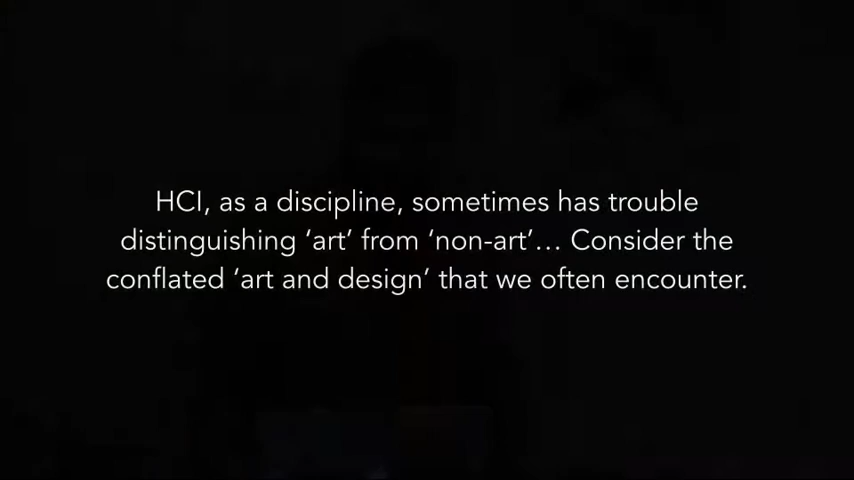 HCI, as a discipline, sometimes has trouble
distinguishing ‘art’ from ‘non-art’… Consider the
conflated ‘art and design’ that we often encounter.